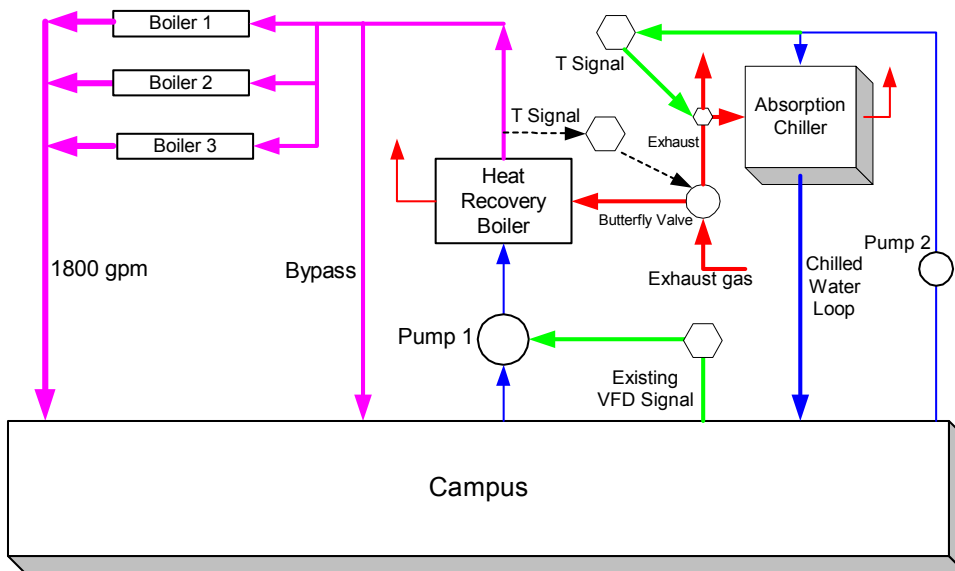 Boiler 1
Boiler 2
Boiler 3
T Signal
T Signal
Absorption
Chiller
Exhaust
Heat
Recovery
Boiler
Butterfly Valve
1800 gpm
Bypass
Exhaust gas
Chilled
Water
Loop
Pump 2
Pump 1
Existing
VFD Signal
Campus